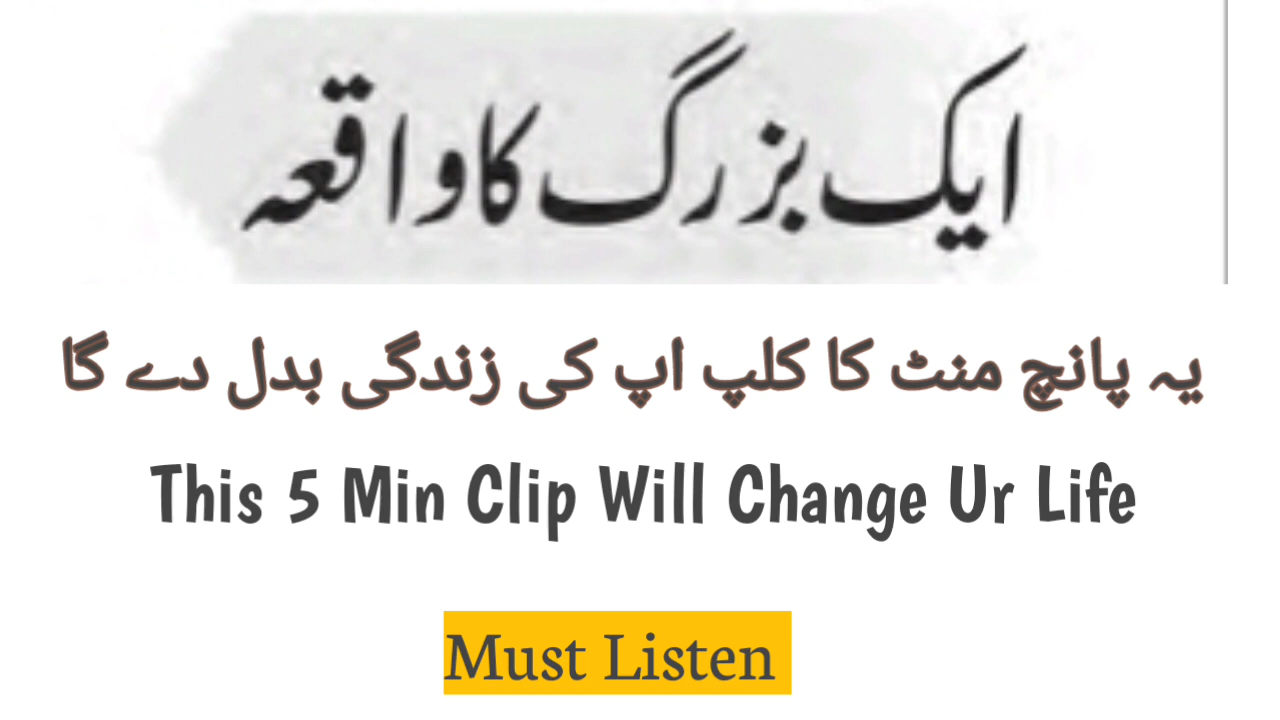 ایک بزرگ کا واقعہ
یہ پانچ منٹ کا کلپ اپ کی زندگی بدل دے گا
This 5 Min Clip Will Change Ur Life
Must Listen